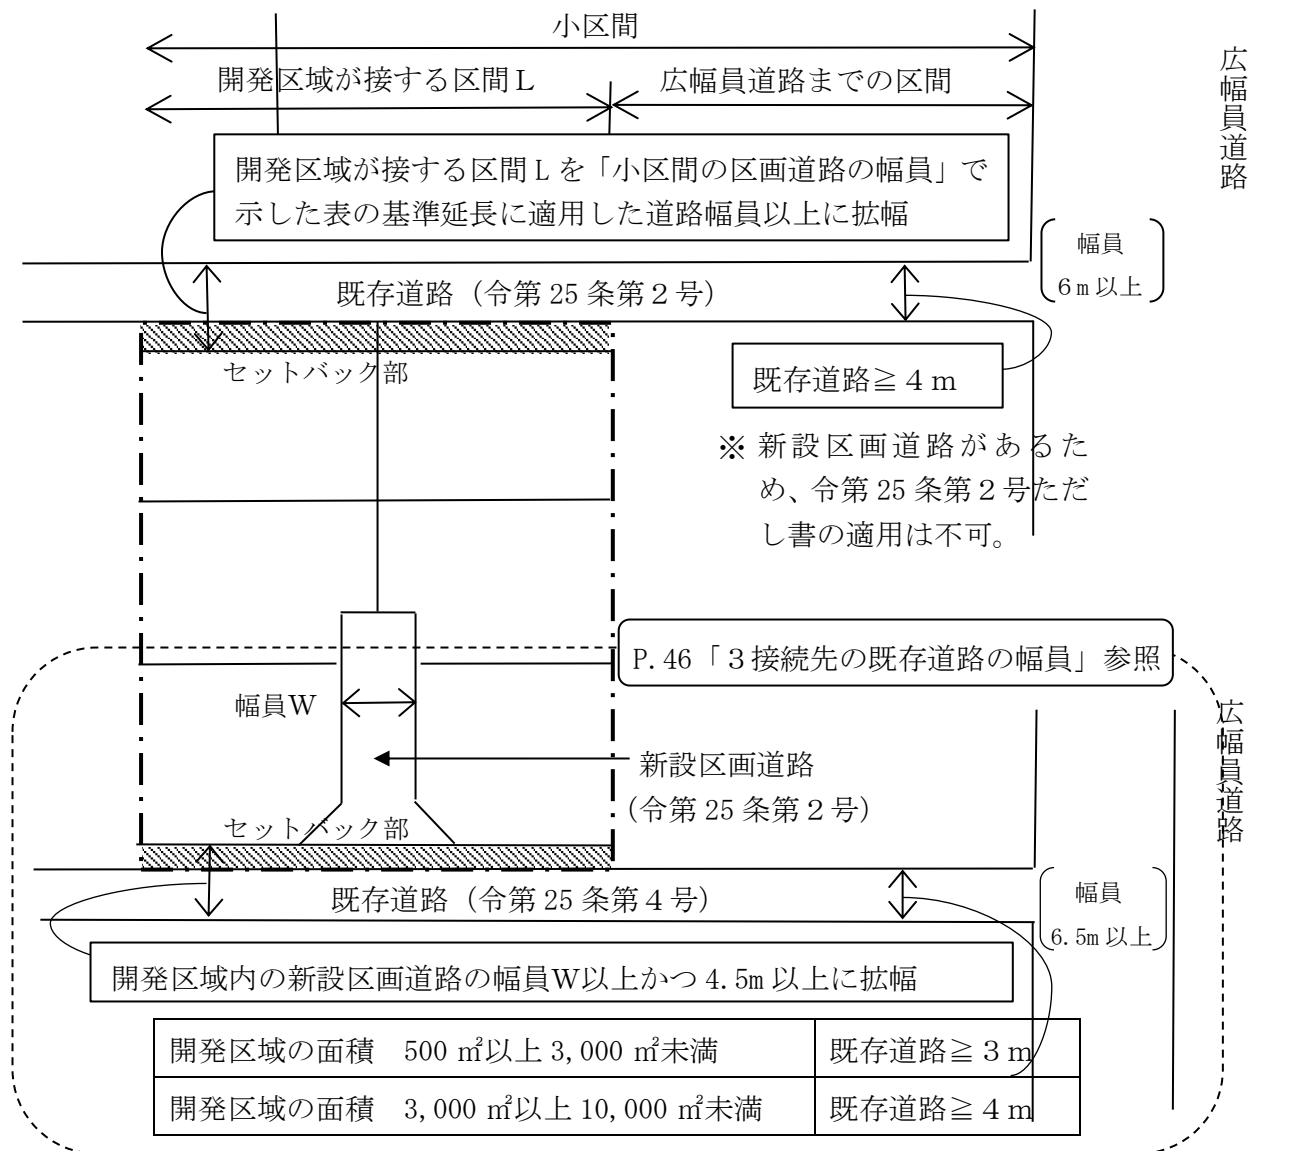 小区間
開発区域が接する区間L
広幅員道路までの区間
広幅員道路
開発区域が接する区間Lを「小区間の区画道路の幅員」で
示した表の基準延長に適用した道路幅員以上に拡幅
幅員
6m以上
既存道路（令第25条第２号）
セットバック部
既存道路≧４m
※ 新設区画道路があるた
め、令第25条第２号ただ
し書の適用は不可。
P.46「３接続先の既存道路の幅員」参照
幅員W
広幅員道路
新設区画道路
（令第25条第２号）
セットバック部
既存道路（令第25条第４号）
幅員
6.5m以上
開発区域内の新設区画道路の幅員W以上かつ4.5m以上に拡幅
開発区域の面積　500㎡以上3,000㎡未満　既存道路≧３m
開発区域の面積　3,000㎡以上10,000㎡未満　既存道路≧４m